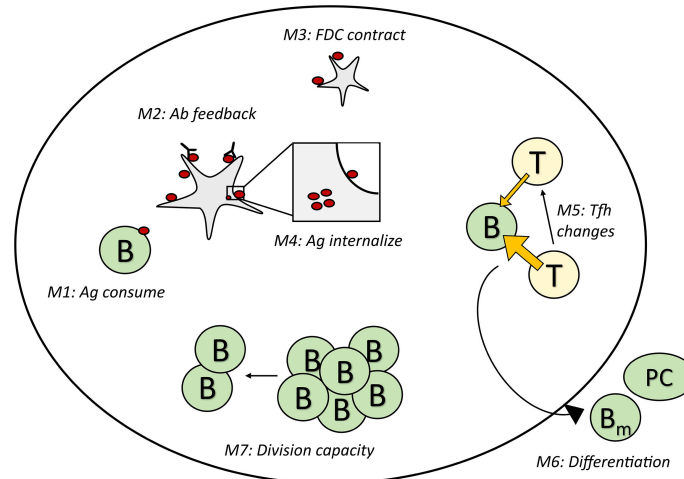 M3: FDC contract
M2: Ab feedback
T
M5: Tfh
changes
B
T
M4: Ag internalize
B
M1: Ag consume
B
B
B
B
B
B
B
B
PC
B
m
M7: Division capacity
M6: Differentiation